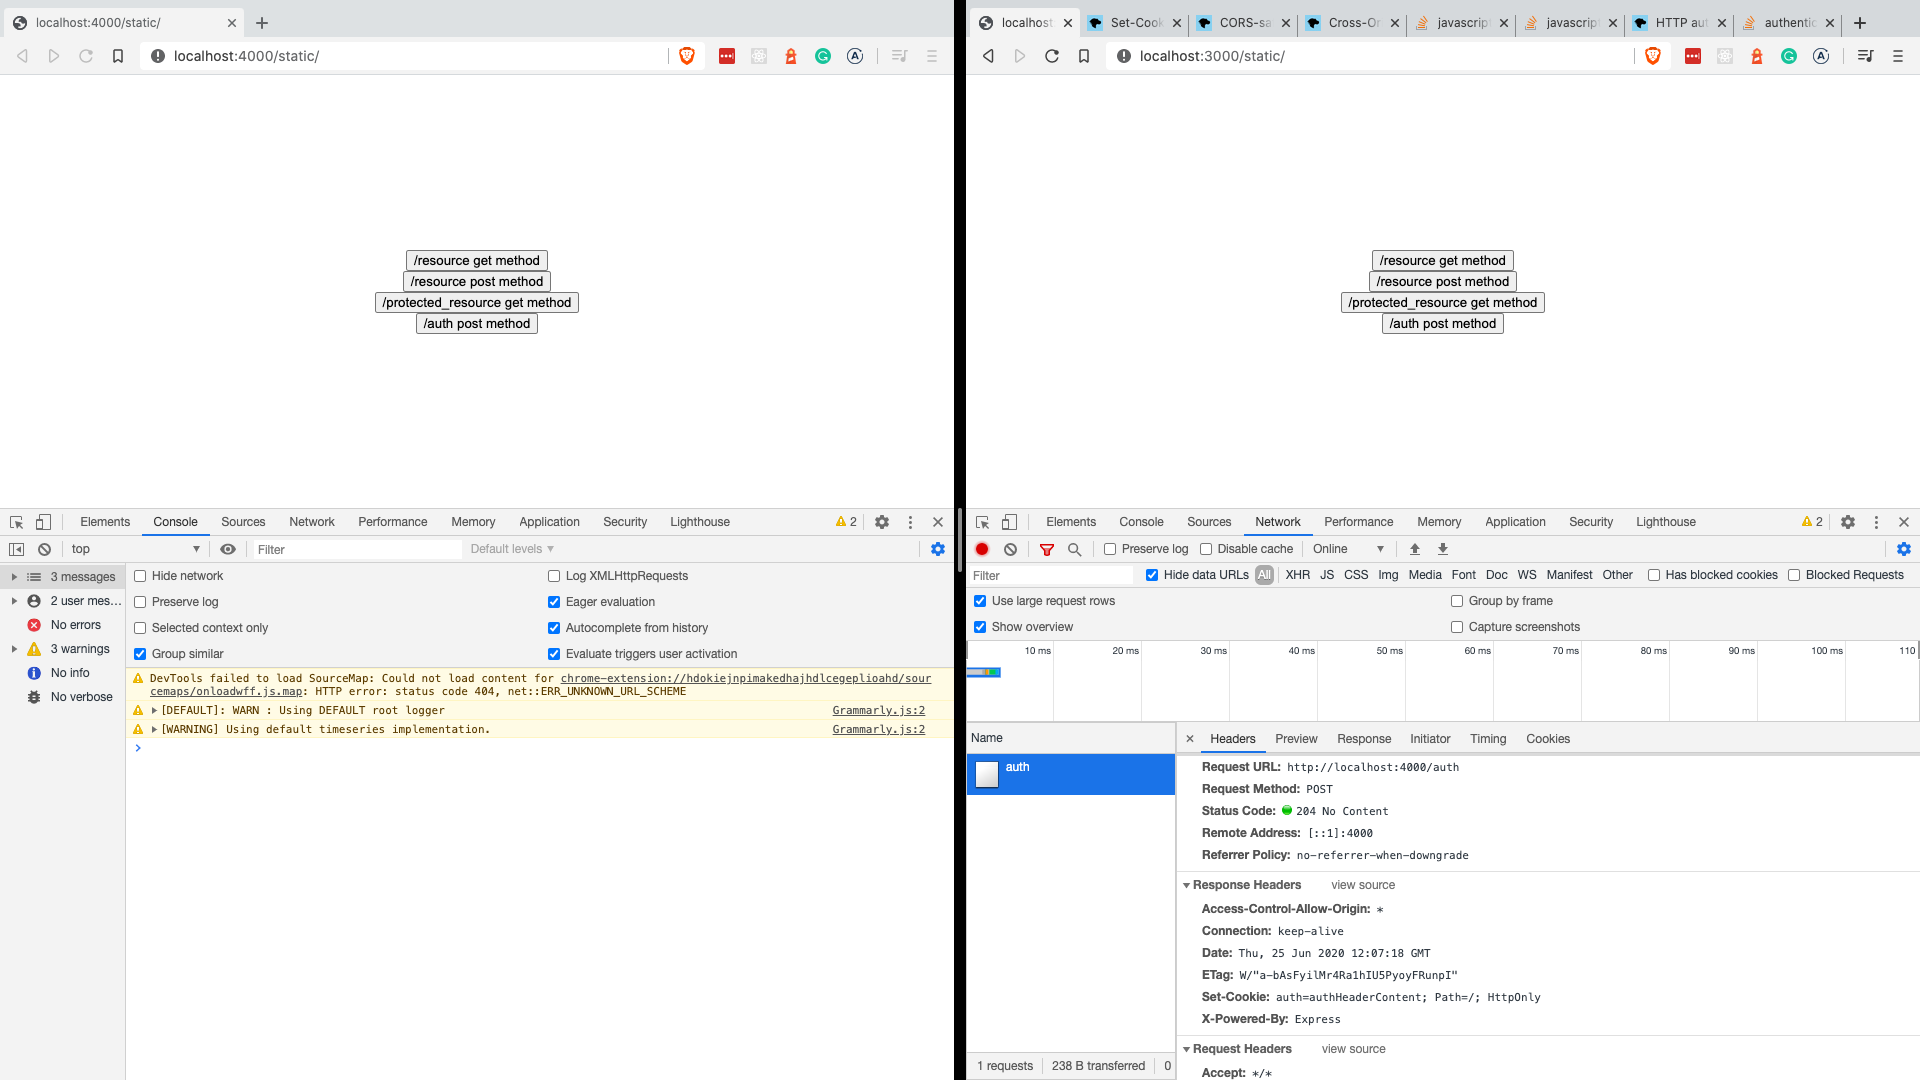 localhost:4000/static/
localhost:4000/static/
/resource get method
/resource post method
/protected_resource get method
/auth post method
Elements Console Sources Network Performance Memory Application Security Lighthouse 2
top Filter Default levels
3 messages
2 user mes...
No errors
3 warnings
No info
No verbose
Hide network
Log XMLHttpRequests
Preserve log
Eager evaluation
Selected context only
Autocomplete from history
Group similar
Evaluate triggers user activation
DevTools failed to load SourceMap: Could not load content for chrome-extension://hdokiejnpimakedhajhdlcegeplioahd/sour
cemaps/onloadwff.js.map: HTTP error: status code 404, net::ERR_UNKNOWN_URL_SCHEME
[DEFAULT]: WARN : Using DEFAULT root logger Grammarly.js:2
[WARNING] Using default timeseries implementation. Grammarly.js:2
localhost: Set-Cook CORS-sa Cross-Or javascrip javascrip HTTP aut authentic
localhost:3000/static/
/resource get method
/resource post method
/protected_resource get method
/auth post method
Elements Console Sources Network Performance Memory Application Security Lighthouse 2
Preserve log Disable cache Online
Filter Hide data URLs All XHR JS CSS Img Media Font Doc WS Manifest Other Has blocked cookies Blocked Requests
Use large request rows Group by frame
Show overview Capture screenshots
10 ms 20 ms 30 ms 40 ms 50 ms 60 ms 70 ms 80 ms 90 ms 100 ms 110
Name
auth
1 requests 238 B transferred 0
Headers Preview Response Initiator Timing Cookies
Request URL: http://localhost:4000/auth
Request Method: POST
Status Code: 204 No Content
Remote Address: [::1]:4000
Referrer Policy: no-referrer-when-downgrade
Response Headers view source
Access-Control-Allow-Origin: *
Connection: keep-alive
Date: Thu, 25 Jun 2020 12:07:18 GMT
ETag: W/"a-bAsFyilMr4Ra1hIU5PyoyFRunpI"
Set-Cookie: auth=authHeaderContent; Path=/; HttpOnly
X-Powered-By: Express
Request Headers view source
Accept: */*